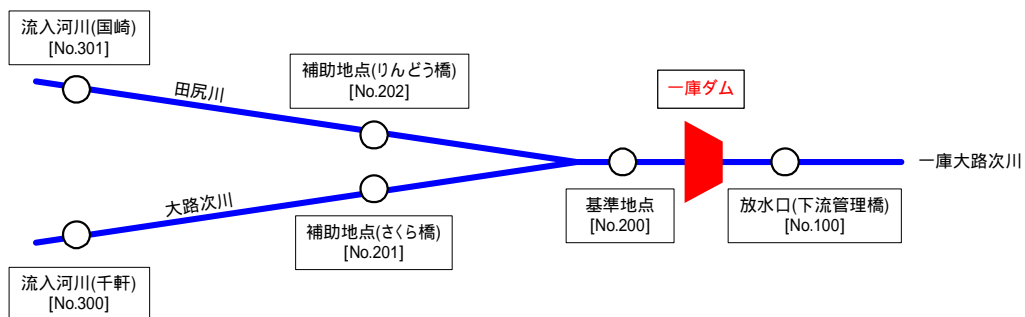 流入河川(国崎)
[No.301]
補助地点(りんどう橋)
[No.202]
田尻川
一庫ダム
一庫大路次川
大路次川
基準地点
[No.200]
放水口(下流管理橋)
[No.100]
補助地点(さくら橋)
[No.201]
流入河川(千軒)
[No.300]